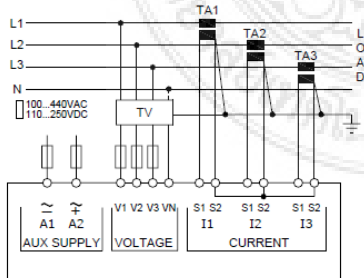 TA1
L1
L2
TA2
L3
TA3
N
LOAD
100...440VAC
110...250VDC
TV
V1 V2 V3 VN
S1 S2 S1 S2 S1 S2
A1 A2
I1 I2 I3
AUX SUPPLY
VOLTAGE
CURRENT